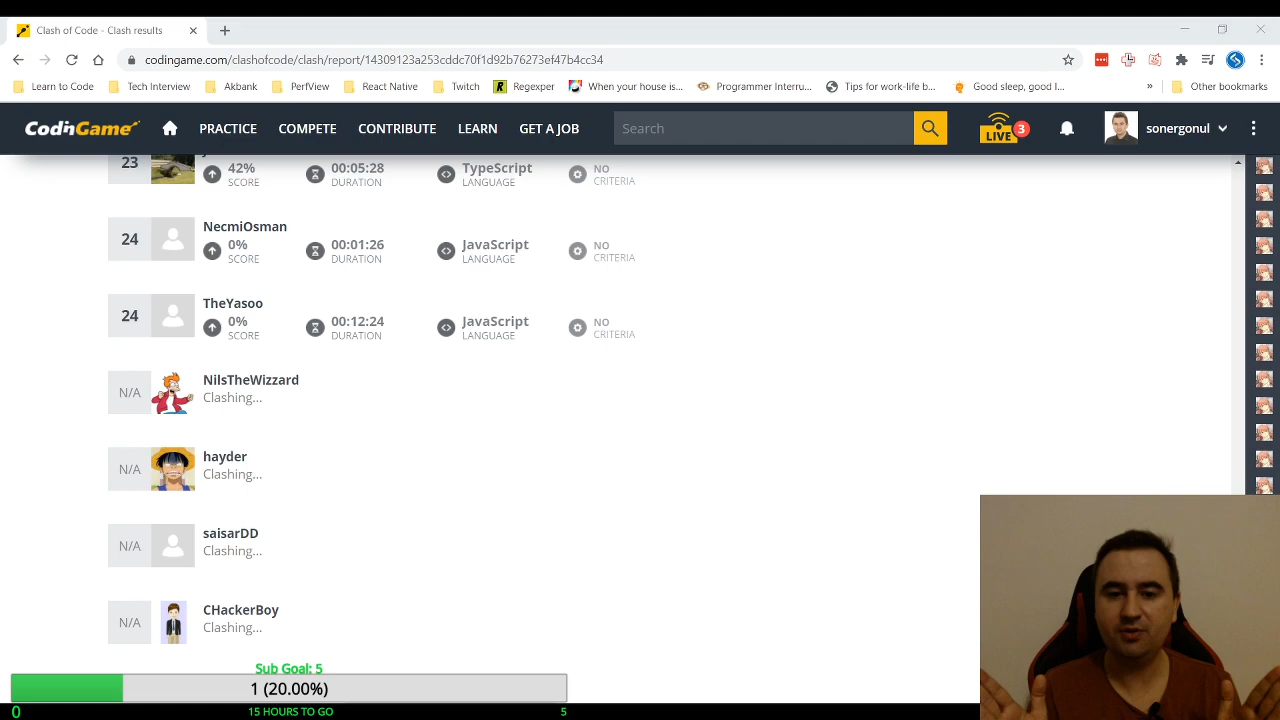 Clash of Code - Clash results
codingame.com/clashofcode/clash/report/14309123a253cddc70f1d92b76273ef47b4cc34
Learn to Code Tech Interview Akbank PerfView React Native Twitch Regexper When your house is... Programmer Interru... Tips for work-life b... Good sleep, good l... » Other bookmarks
CodinGame PRACTICE COMPETE CONTRIBUTE LEARN GET A JOB Search LIVE 3 sonergonul
23 42% 00:05:28 TypeScript NO
SCORE DURATION LANGUAGE CRITERIA
NecmiOsman
24 0% 00:01:26 JavaScript NO
SCORE DURATION LANGUAGE CRITERIA
TheYasoo
24 0% 00:12:24 JavaScript NO
SCORE DURATION LANGUAGE CRITERIA
NilsTheWizzard
N/A Clashing...
hayder
N/A Clashing...
saisarDD
N/A Clashing...
CHackerBoy
N/A Clashing...
Sub Goal: 5
1 (20.00%)
0 15 HOURS TO GO 5